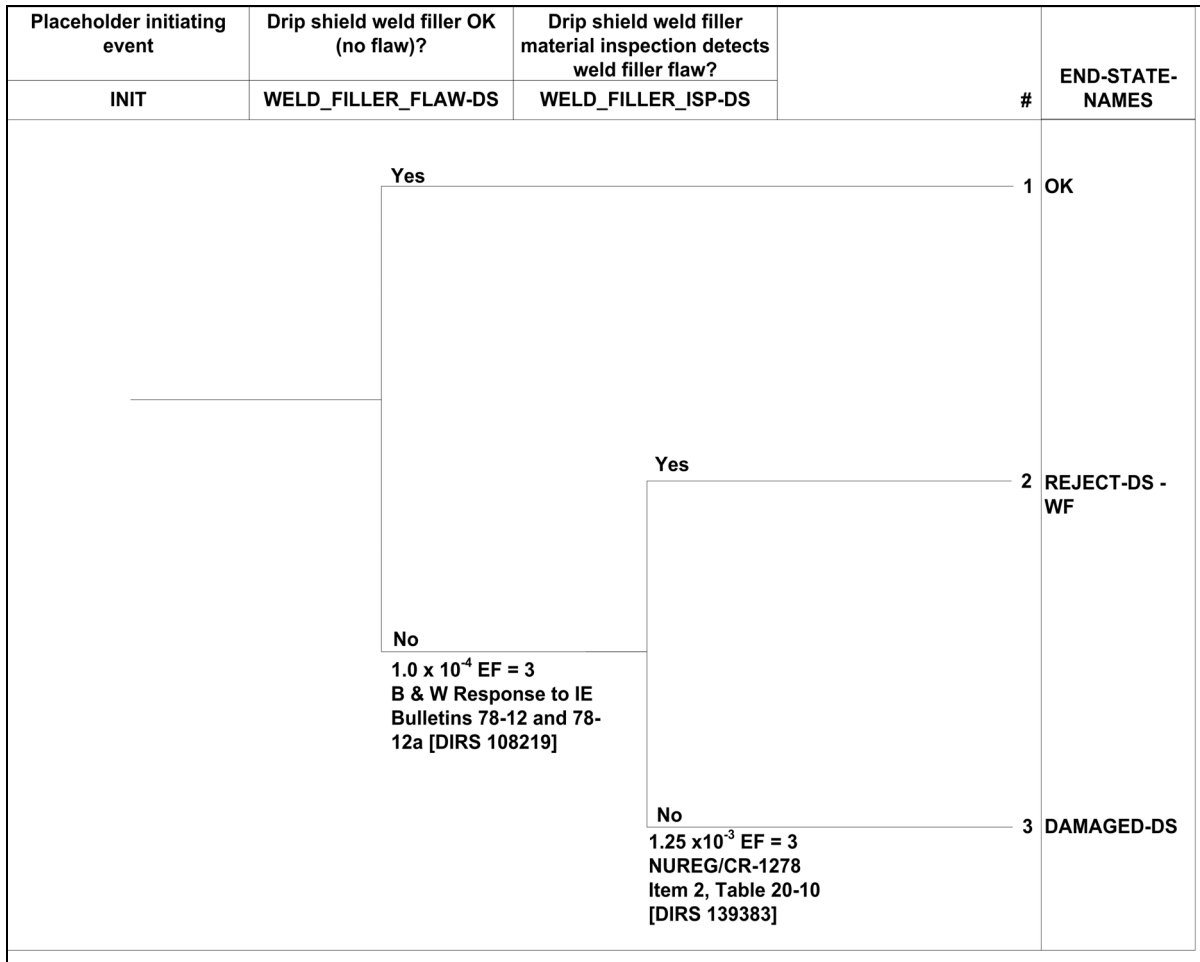 Placeholder initiating
event
Drip shield weld filler OK
(no flaw)?
Drip shield weld filler
material inspection detects
weld filler flaw?
INIT
WELD_FILLER_FLAW-DS
WELD_FILLER_ISP-DS
#
END-STATE-
NAMES
Yes
1 OK
Yes
2 REJECT-DS -
WF
No
1.0 x 10⁻⁴ EF = 3
B & W Response to IE
Bulletins 78-12 and 78-
12a [DIRS 108219]
No
3 DAMAGED-DS
1.25 x10⁻³ EF = 3
NUREG/CR-1278
Item 2, Table 20-10
[DIRS 139383]